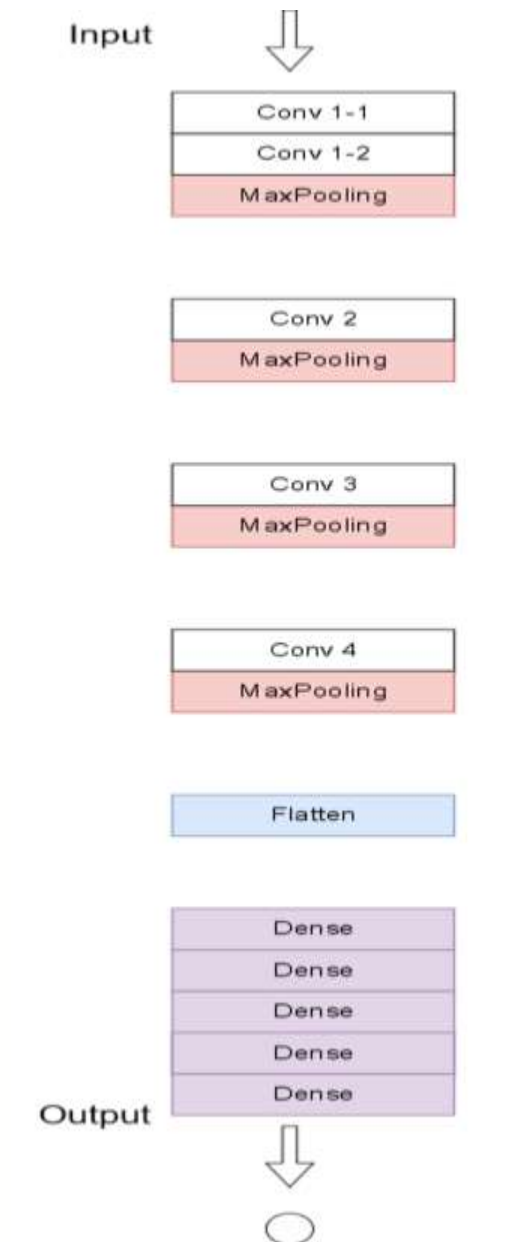 Input
Conv 1-1
Conv 1-2
MaxPooling
Conv 2
MaxPooling
Conv 3
MaxPooling
Conv 4
MaxPooling
Flatten
Dense
Dense
Dense
Dense
Dense
Output